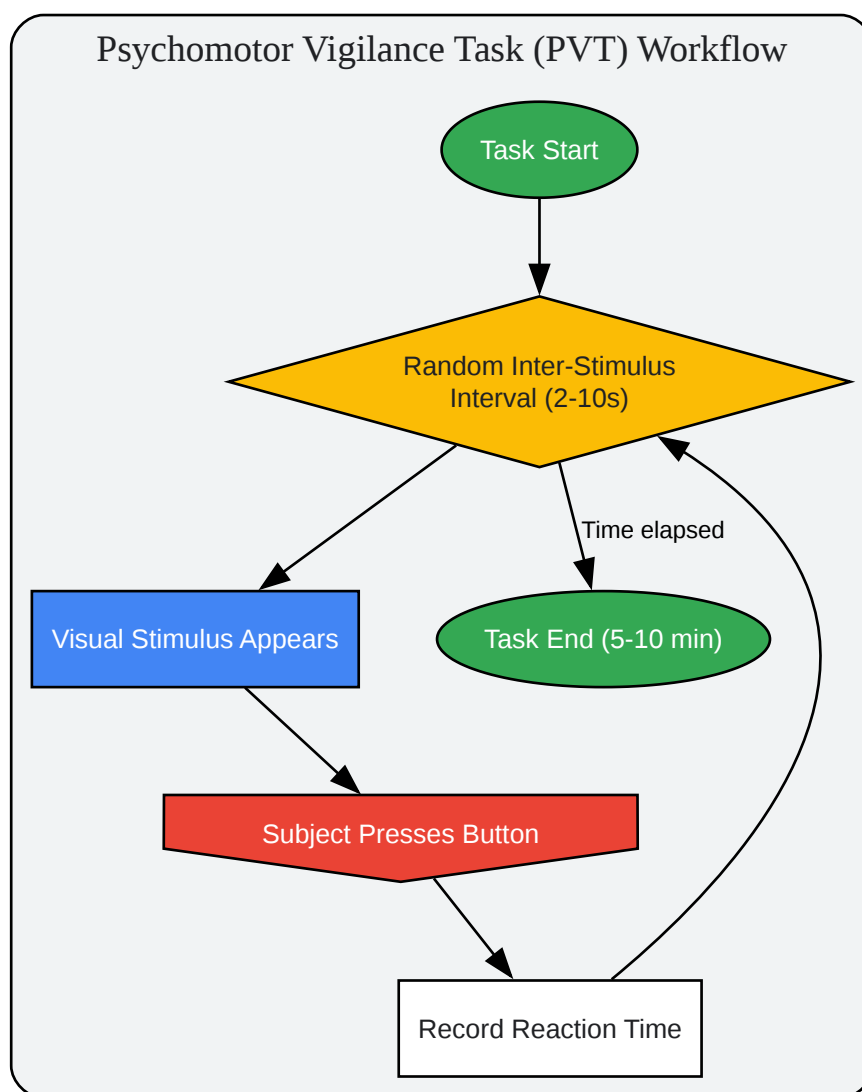 Psychomotor Vigilance Task (PVT) Workflow
Task Start
Random Inter-Stimulus
Interval (2-10s)
Time elapsed
Visual Stimulus Appears
Task End (5-10 min)
Subject Presses Button
Record Reaction Time